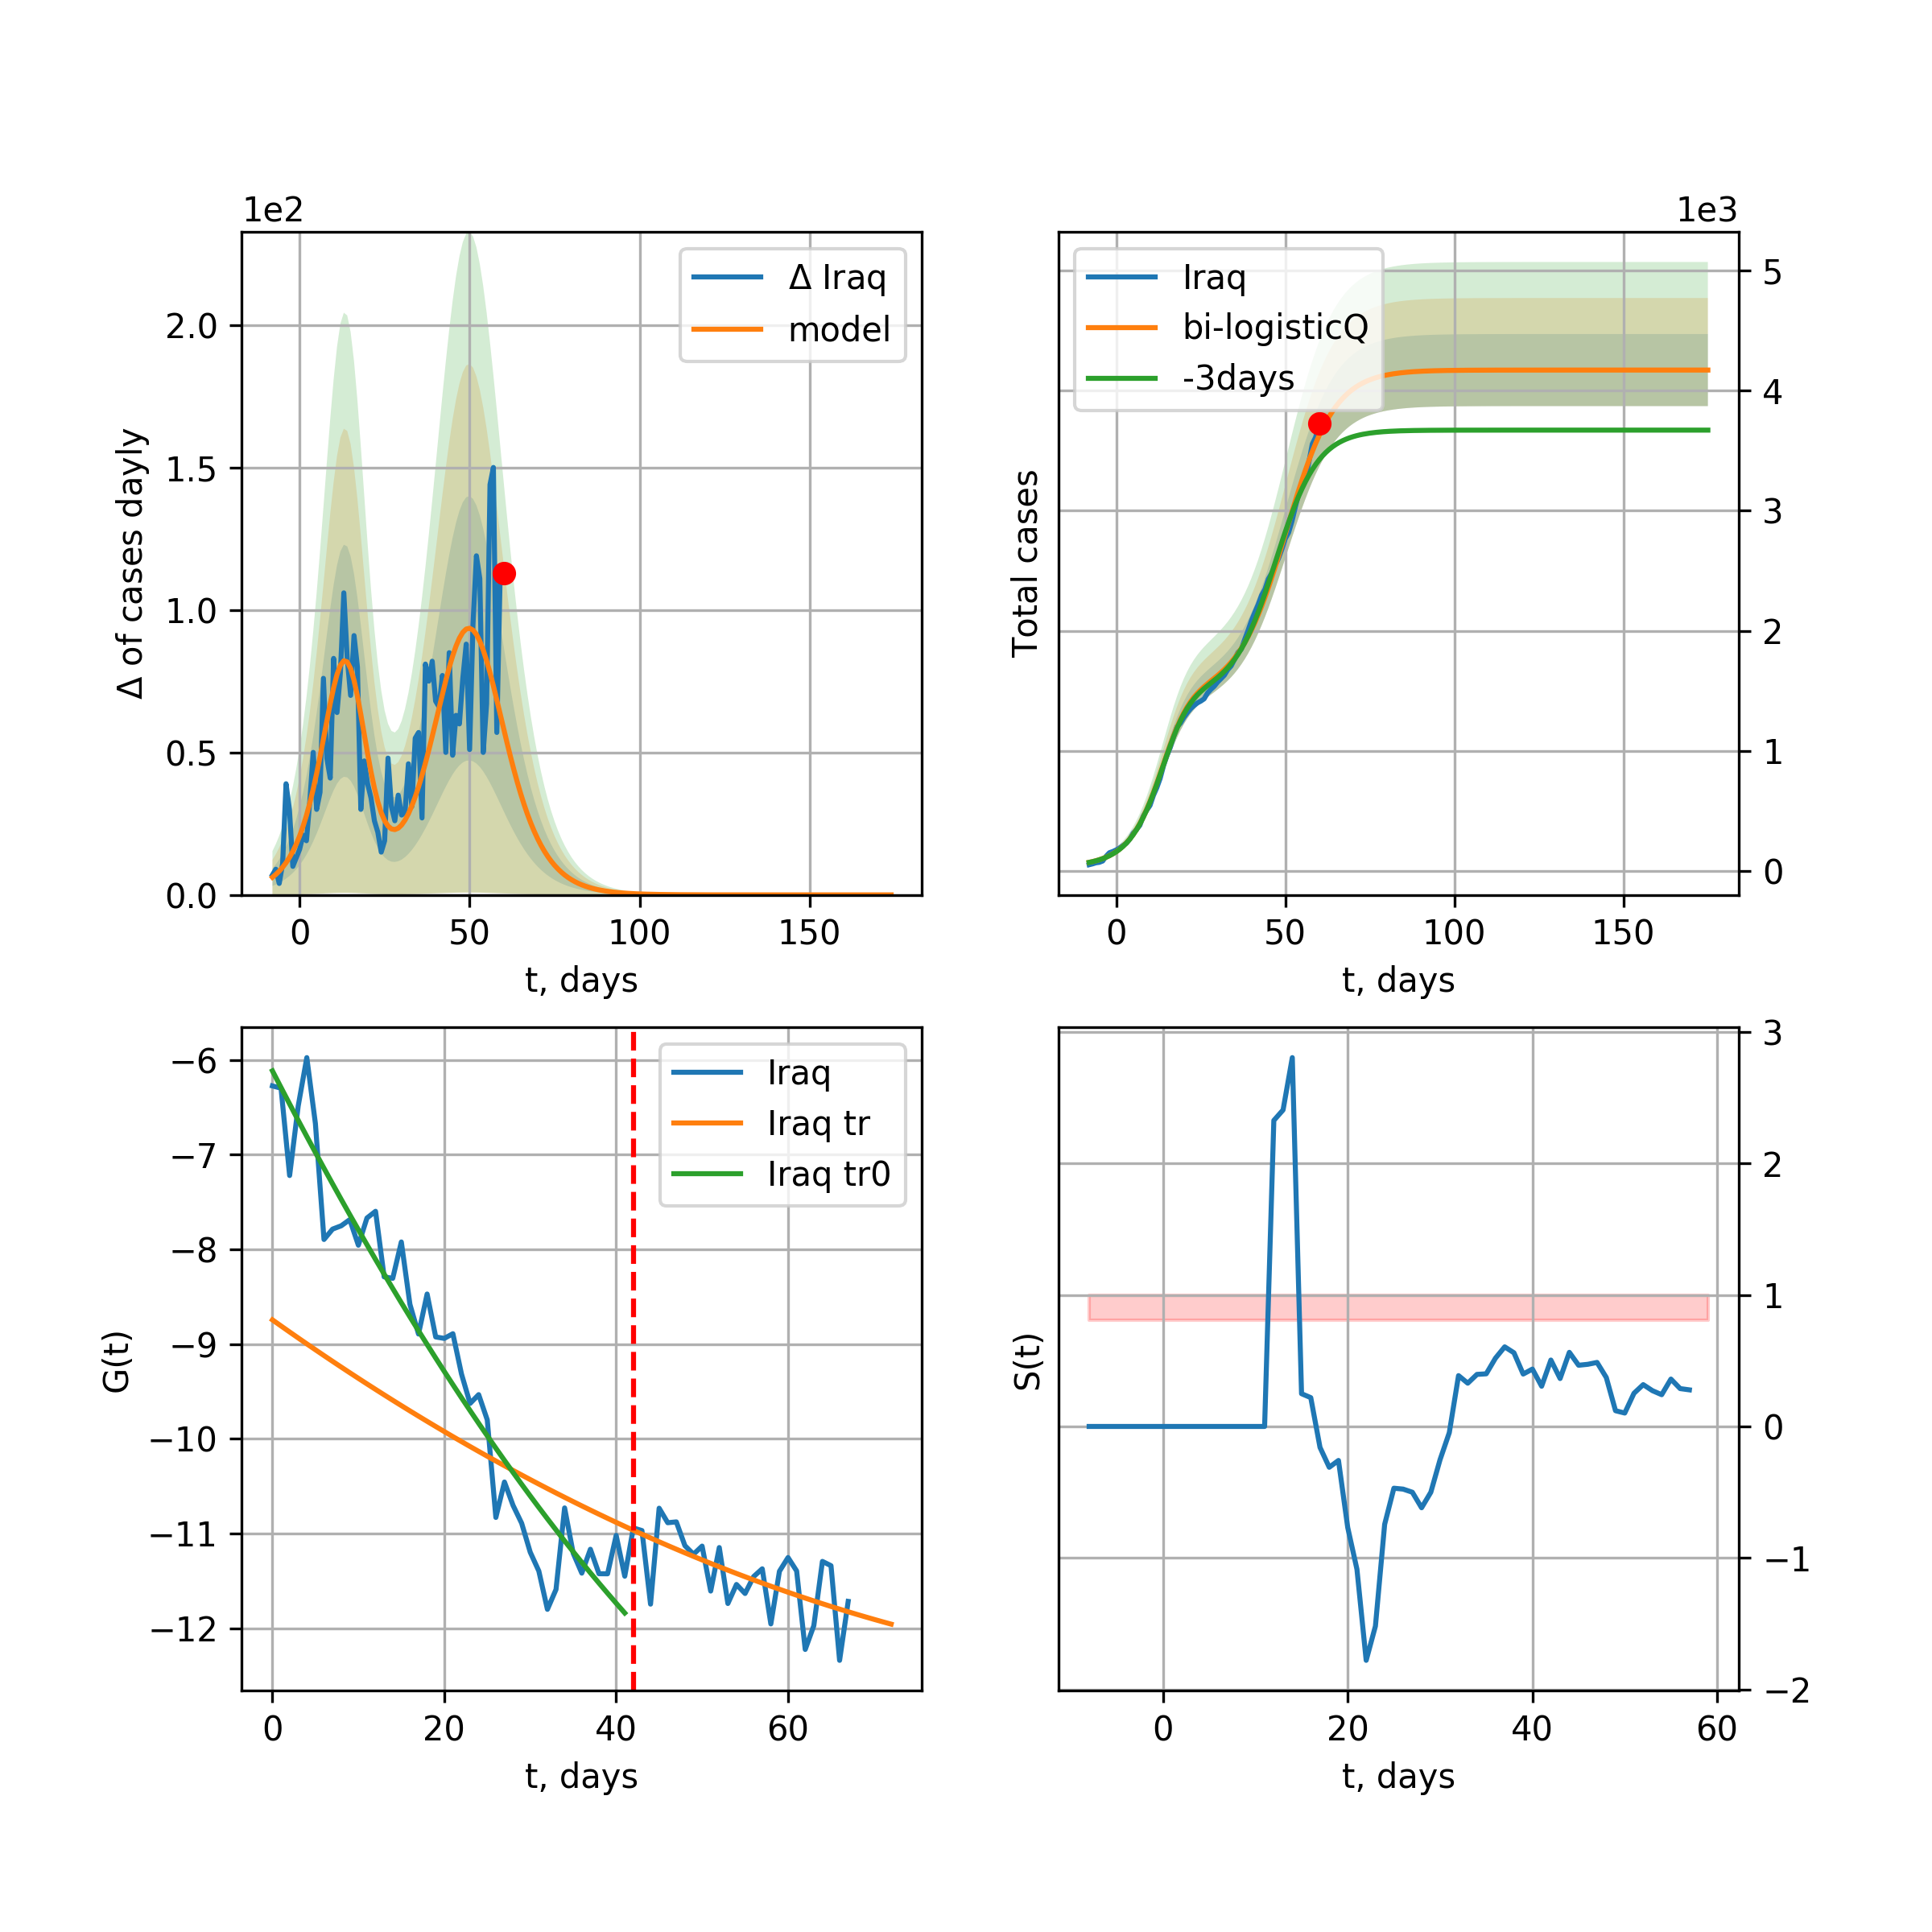 1e2
Δ of cases dayly
2.0
1.5
1.0
0.5
0.0
0 50 100 150
t, days
Δ Iraq
model
1e3
Total cases
5
4
3
2
1
0
0 50 100 150
t, days
Iraq
bi-logisticQ
-3days
G(t)
−6
−7
−8
−9
−10
−11
−12
0 20 40 60
t, days
Iraq
Iraq tr
Iraq tr0
S(t)
3
2
1
0
−1
−2
0 20 40 60
t, days